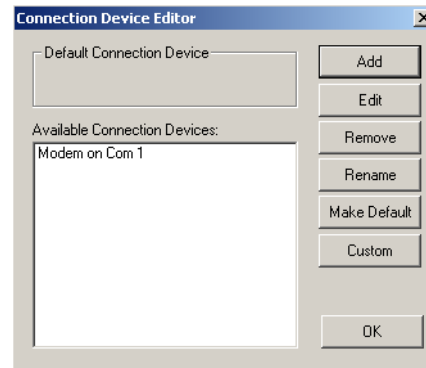 Connection Device Editor
Default Connection Device
Available Connection Devices:
Modem on Com 1
Add
Edit
Remove
Rename
Make Default
Custom
OK